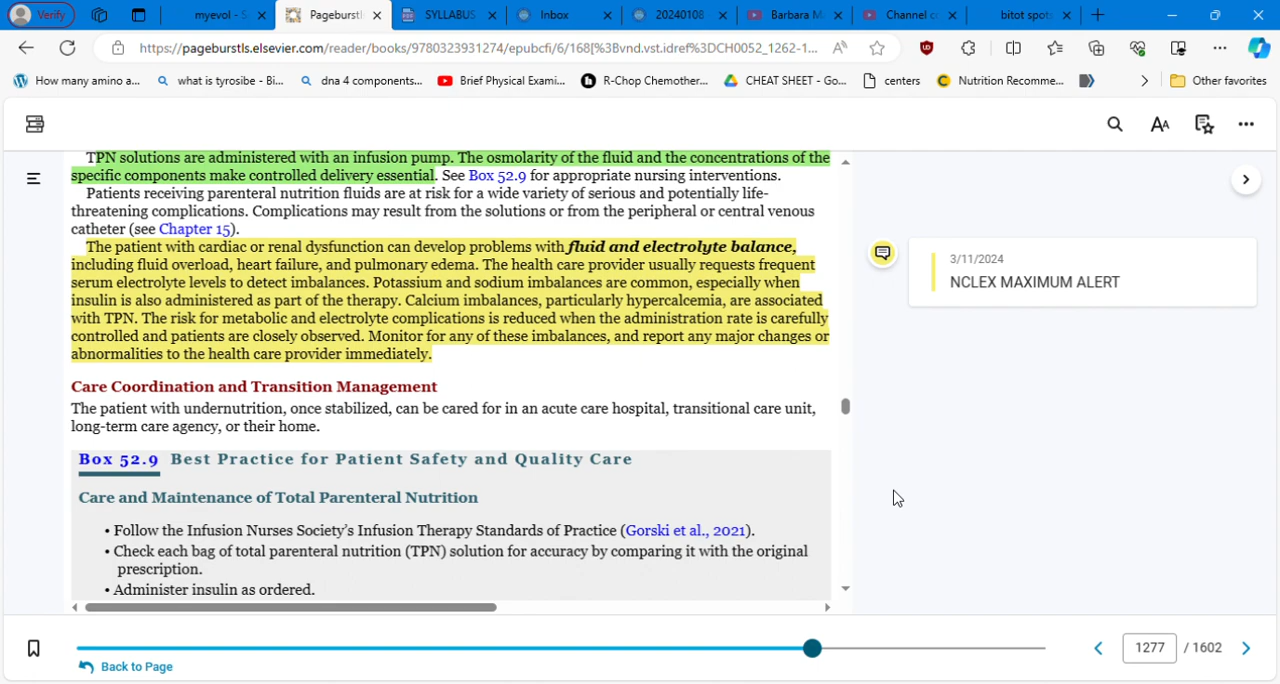 Verify
myevol - S
Pageburstl
SYLLABUS
Inbox
20240108
Barbara Ma
Channel c
bitot spots
https://pageburstls.elsevier.com/reader/books/9780323931274/epubcfi/6/168[%3Bvnd.vst.idref%3DCH0052_1262-1...
How many amino a...
what is tyrosibe - Bi...
dna 4 components...
Brief Physical Exami...
R-Chop Chemother...
CHEAT SHEET - Go...
centers
Nutrition Recomme...
Other favorites
TPN solutions are administered with an infusion pump. The osmolarity of the fluid and the concentrations of the
specific components make controlled delivery essential. See Box 52.9 for appropriate nursing interventions.
Patients receiving parenteral nutrition fluids are at risk for a wide variety of serious and potentially life-
threatening complications. Complications may result from the solutions or from the peripheral or central venous
catheter (see Chapter 15).
The patient with cardiac or renal dysfunction can develop problems with fluid and electrolyte balance,
including fluid overload, heart failure, and pulmonary edema. The health care provider usually requests frequent
serum electrolyte levels to detect imbalances. Potassium and sodium imbalances are common, especially when
insulin is also administered as part of the therapy. Calcium imbalances, particularly hypercalcemia, are associated
with TPN. The risk for metabolic and electrolyte complications is reduced when the administration rate is carefully
controlled and patients are closely observed. Monitor for any of these imbalances, and report any major changes or
abnormalities to the health care provider immediately.
3/11/2024
NCLEX MAXIMUM ALERT
Care Coordination and Transition Management
The patient with undernutrition, once stabilized, can be cared for in an acute care hospital, transitional care unit,
long-term care agency, or their home.
Box 52.9 Best Practice for Patient Safety and Quality Care
Care and Maintenance of Total Parenteral Nutrition
• Follow the Infusion Nurses Society's Infusion Therapy Standards of Practice (Gorski et al., 2021).
• Check each bag of total parenteral nutrition (TPN) solution for accuracy by comparing it with the original
prescription.
• Administer insulin as ordered.
1277 / 1602
Back to Page